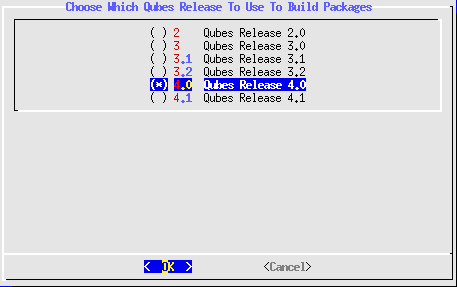 Choose Which Qubes Release To Use To Build Packages
( ) 2 Qubes Release 2.0
( ) 3 Qubes Release 3.0
( ) 3.1 Qubes Release 3.1
( ) 3.2 Qubes Release 3.2
(*) 4.0 Qubes Release 4.0
( ) 4.1 Qubes Release 4.1
< OK > <Cancel>